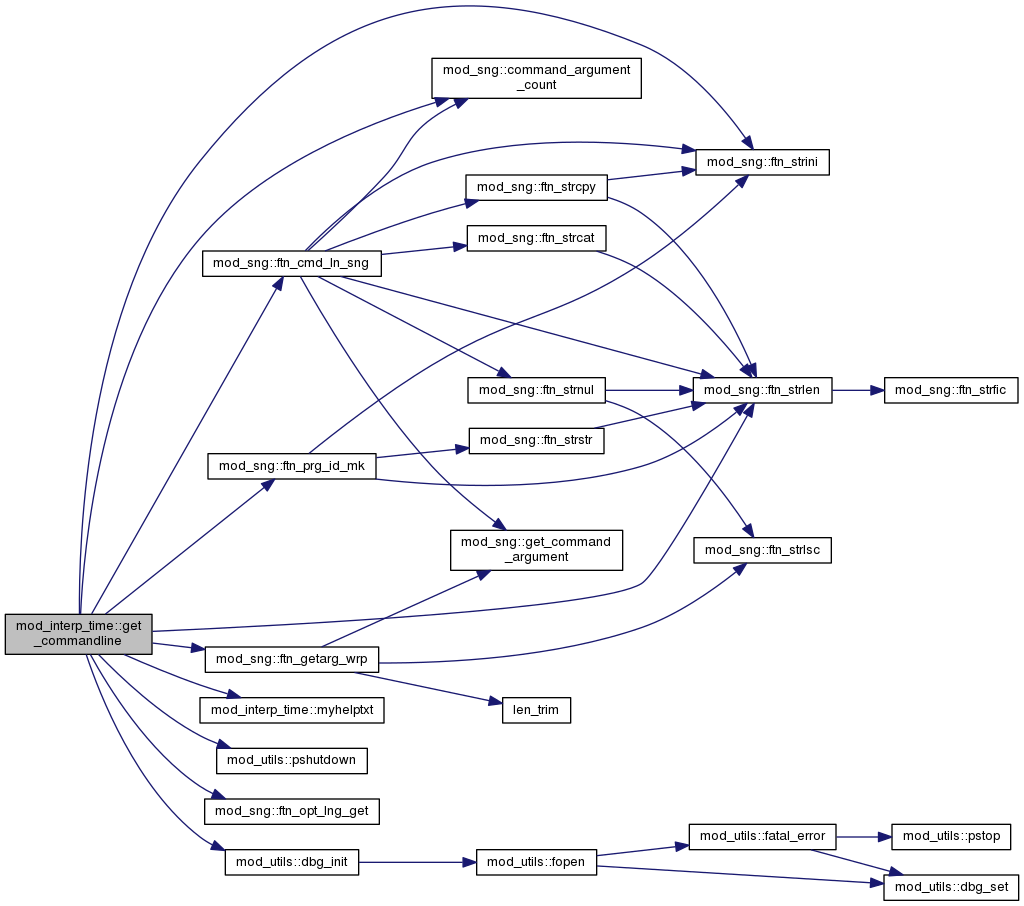 mod_sng::command_argument
_count
mod_sng::ftn_strini
mod_sng::ftn_strcpy
mod_sng::ftn_strcat
mod_sng::ftn_cmd_ln_sng
mod_sng::ftn_strnul
mod_sng::ftn_strlen
mod_sng::ftn_strfic
mod_sng::ftn_strstr
mod_sng::ftn_prg_id_mk
mod_sng::get_command
_argument
mod_sng::ftn_strlsc
mod_interp_time::get
_commandline
mod_sng::ftn_getarg_wrp
mod_interp_time::myhelptxt
len_trim
mod_utils::pshutdown
mod_sng::ftn_opt_lng_get
mod_utils::fatal_error
mod_utils::pstop
mod_utils::dbg_init
mod_utils::fopen
mod_utils::dbg_set